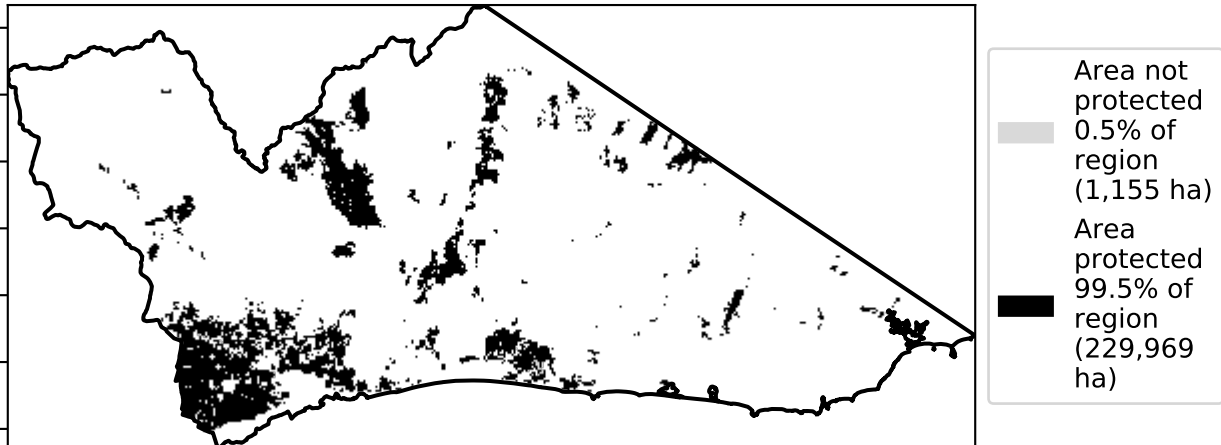 Area not
protected
0.5% of
region
(1,155 ha)
Area
protected
99.5% of
region
(229,969
ha)